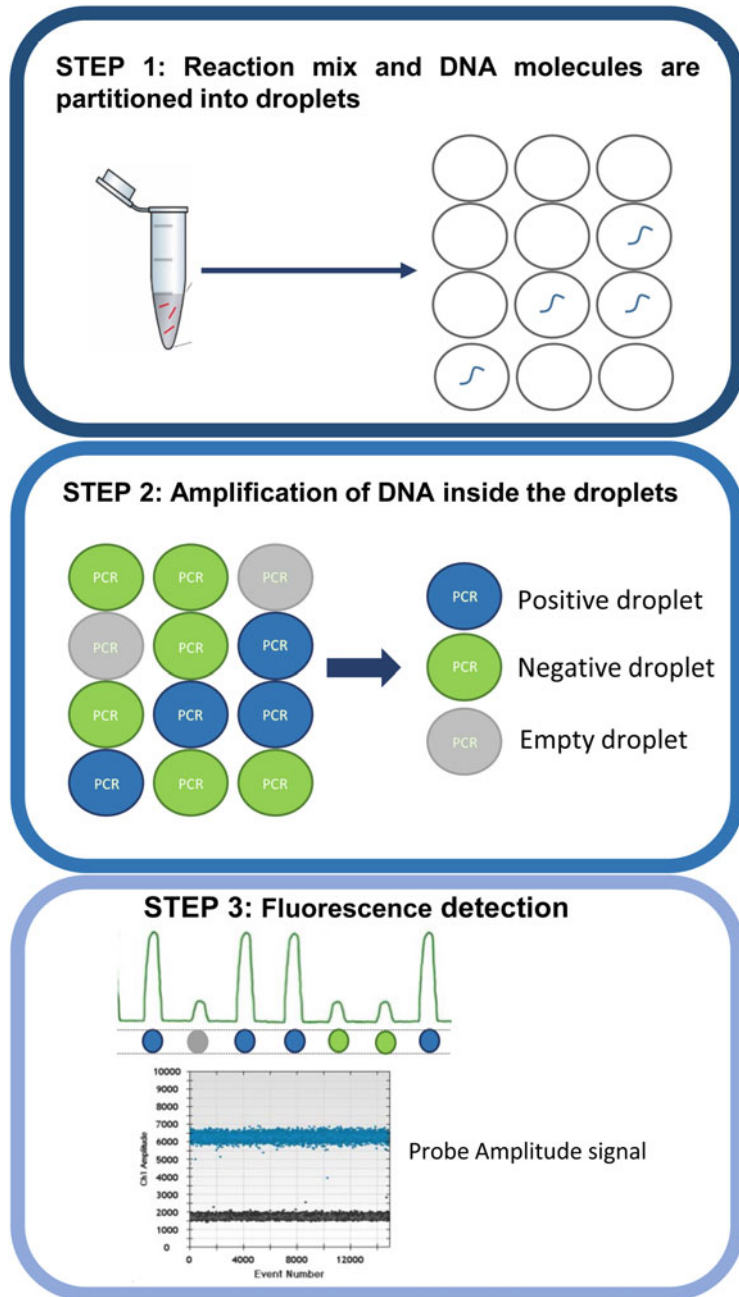 STEP 1: Reaction mix and DNA molecules are
partitioned into droplets
STEP 2: Amplification of DNA inside the droplets
PCR PCR PCR
PCR PCR PCR
PCR PCR PCR
PCR PCR PCR
PCR Positive droplet
PCR Negative droplet
PCR Empty droplet
STEP 3: Fluorescence detection
10000
9000
8000
7000
6000
5000
4000
3000
2000
1000
0
Ch1 Amplitude
0 4000 8000 12000
Event Number
Probe Amplitude signal